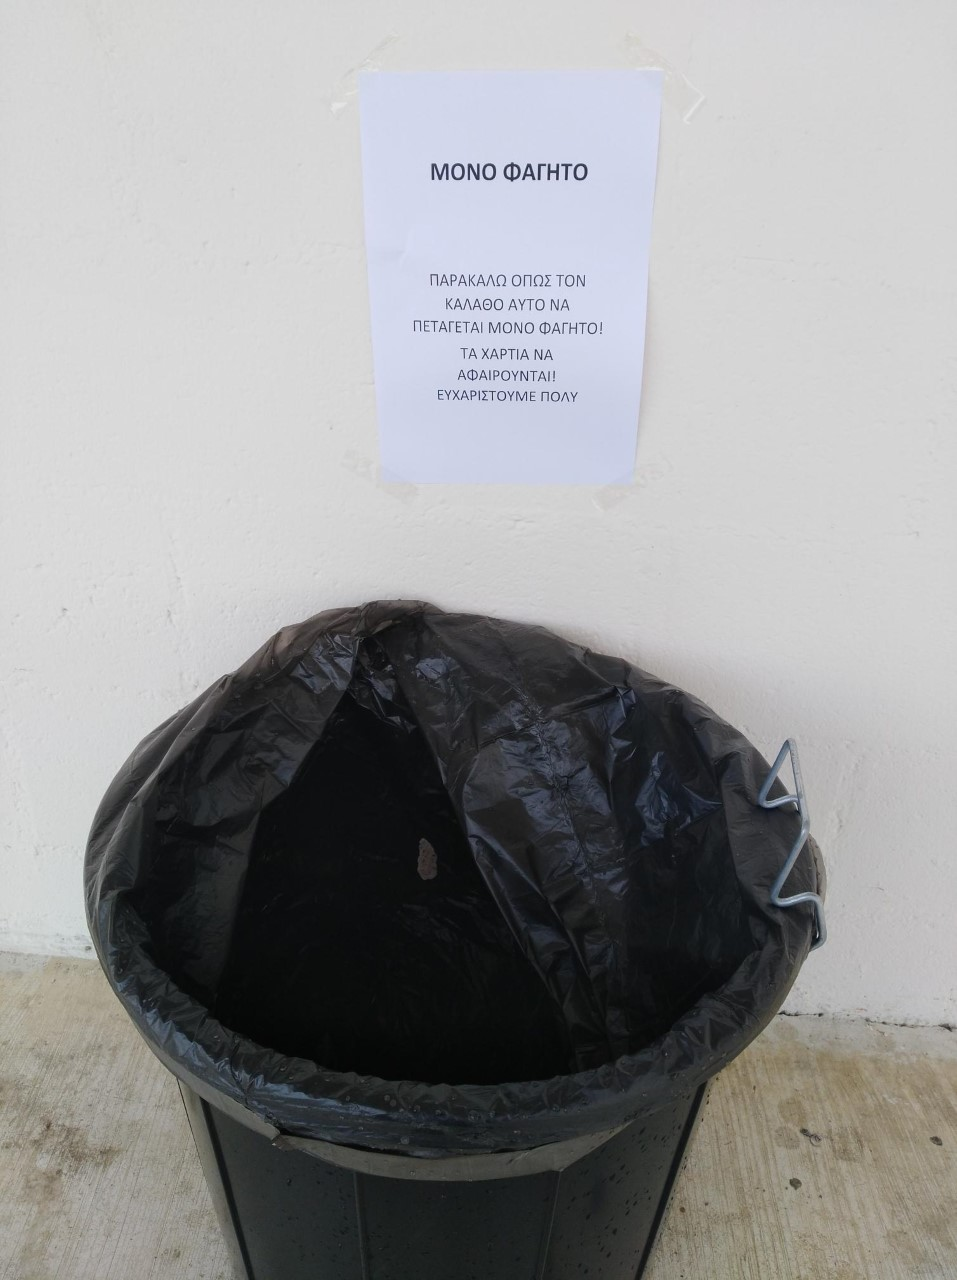 ΜΟΝΟ ΦΑΓΗΤΟ
ΠΑΡΑΚΑΛΩ ΟΠΩΣ ΤΟΝ
ΚΑΛΑΘΟ ΑΥΤΟ ΝΑ
ΠΕΤΑΓΕΤΑΙ ΜΟΝΟ ΦΑΓΗΤΟ!
ΤΑ ΧΑΡΤΙΑ ΝΑ
ΑΦΑΙΡΟΥΝΤΑΙ!
ΕΥΧΑΡΙΣΤΟΥΜΕ ΠΟΛΥ